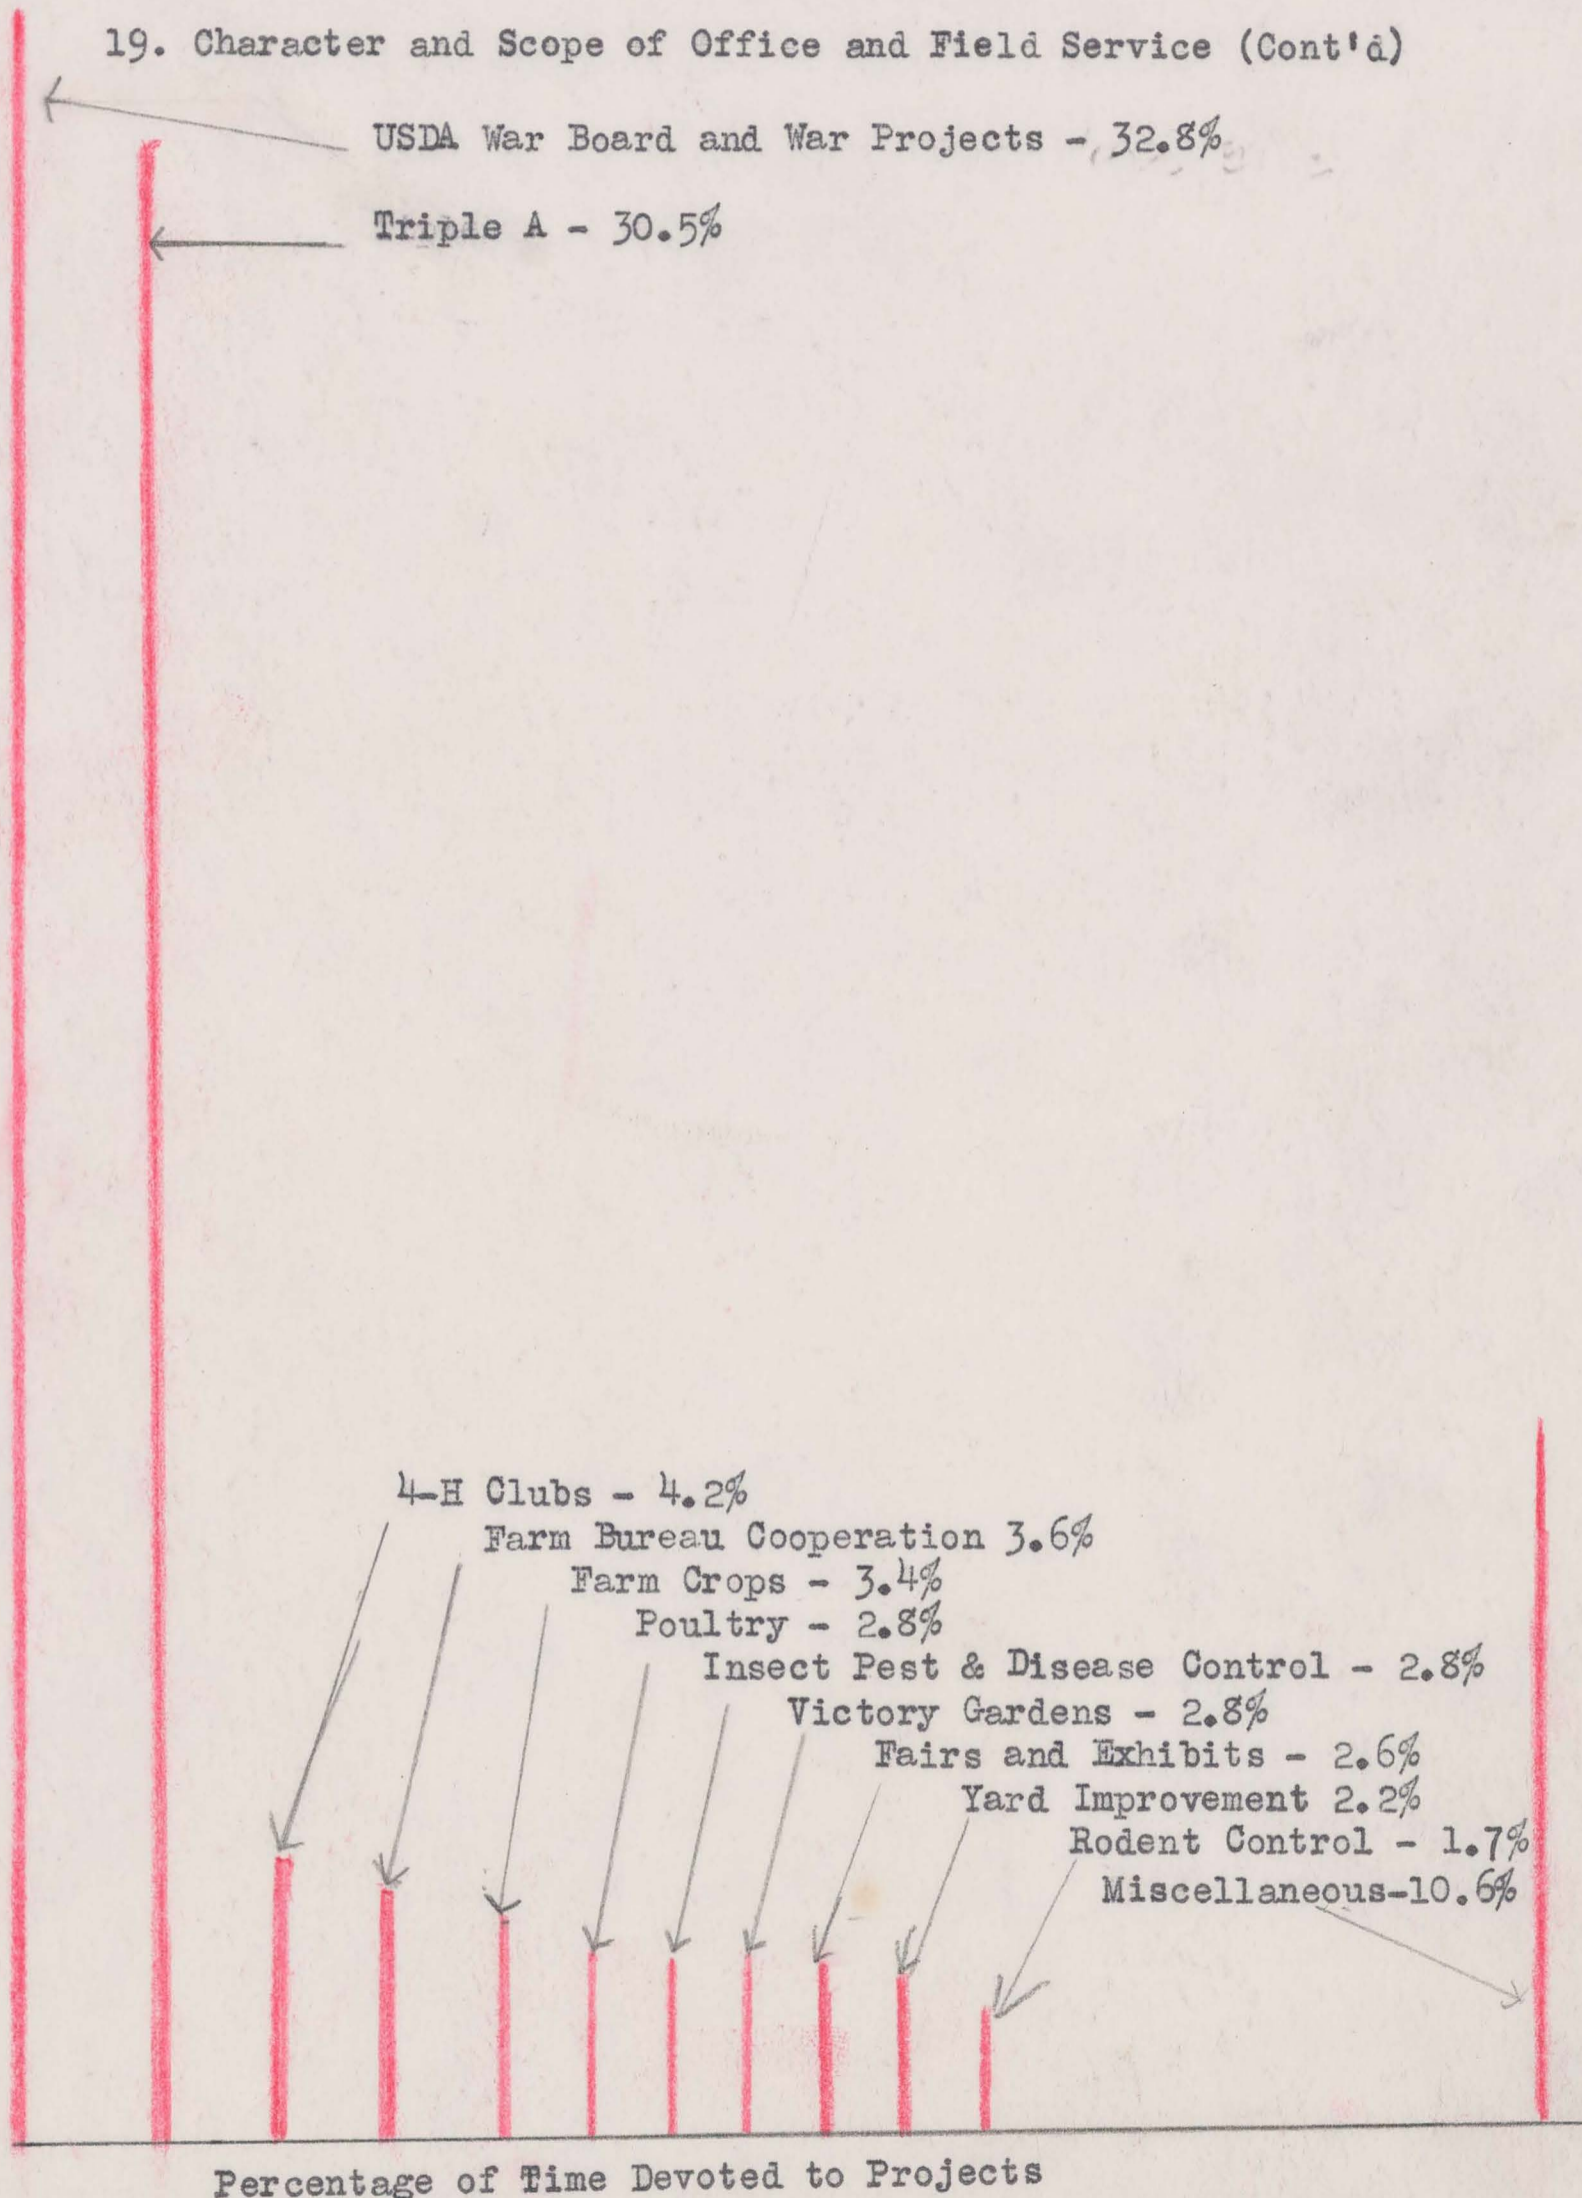 19. Character and Scope of Office and Field Service (Cont'd)
USDA War Board and War Projects - 32.8%
Triple A - 30.5%
4-H Clubs - 4.2%
Farm Bureau Cooperation 3.6%
Farm Crops - 3.4%
Poultry - 2.8%
Insect Pest & Disease Control - 2.8%
Victory Gardens - 2.8%
Fairs and Exhibits - 2.6%
Yard Improvement 2.2%
Rodent Control - 1.7%
Miscellaneous-10.6%
Percentage of Time Devoted to Projects